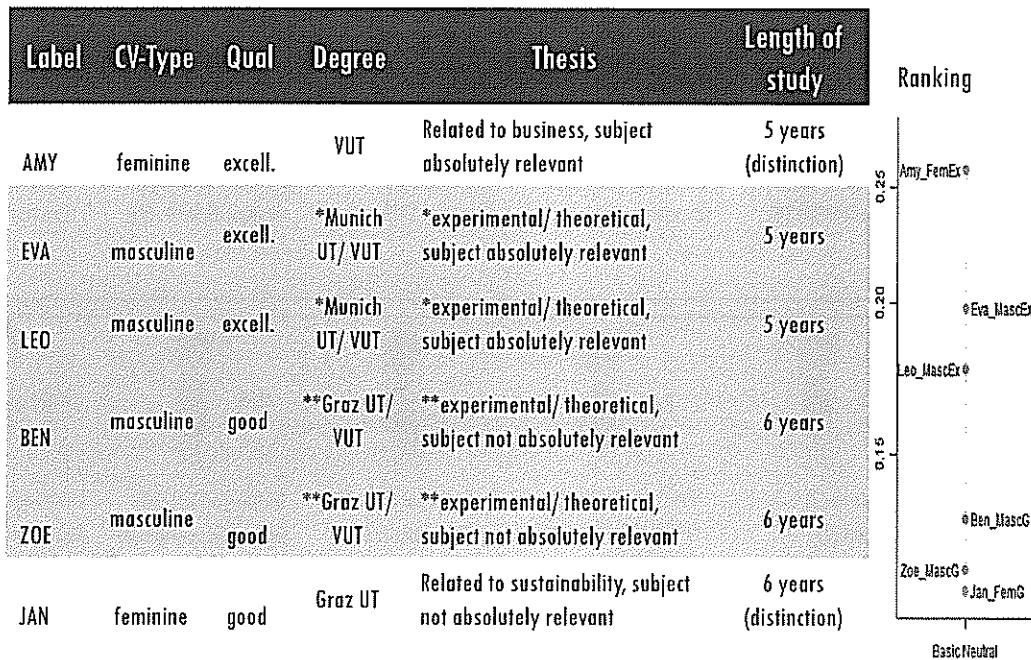 Label CV-Type Qual Degree Thesis Length of study
Ranking
AMY feminine excell. VUT Related to business, subject absolutely relevant 5 years (distinction)
EVA masculine excell. *Munich UT/ VUT *experimental/ theoretical, subject absolutely relevant 5 years
LEO masculine excell. *Munich UT/ VUT *experimental/ theoretical, subject absolutely relevant 5 years
BEN masculine good **Graz UT/ VUT **experimental/ theoretical, subject not absolutely relevant 6 years
ZOE masculine good **Graz UT/ VUT **experimental/ theoretical, subject not absolutely relevant 6 years
JAN feminine good Graz UT Related to sustainability, subject not absolutely relevant 6 years (distinction)
0.25
0.20
0.15
Amy_FemEx
Eva_MascEx
Leo_MascEx
Ben_MascG
Zoe_MascG
Jan_FemG
Basic Neutral